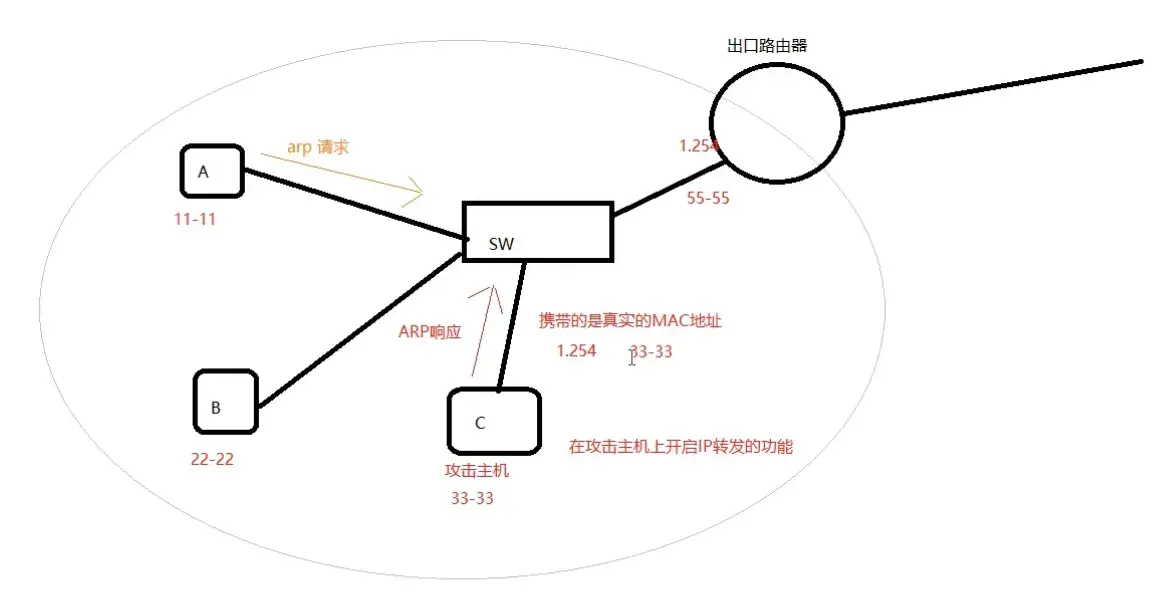 出口路由器
arp 请求
1.254
A
55-55
11-11
SW
携带的是真实的MAC地址
ARP响应
1.254 33-33
B
C
在攻击主机上开启IP转发的功能
22-22
攻击主机
33-33